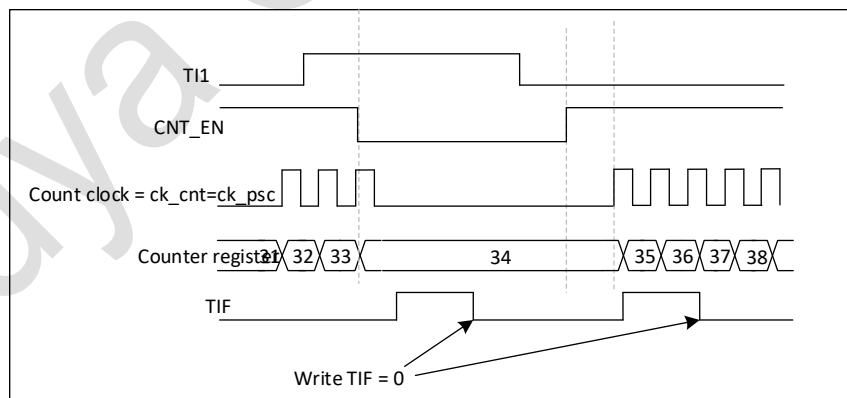 TI1
CNT_EN
Count clock = ck_cnt=ck_psc
Counter register
31 32 33 34 35 36 37 38
TIF
Write TIF = 0